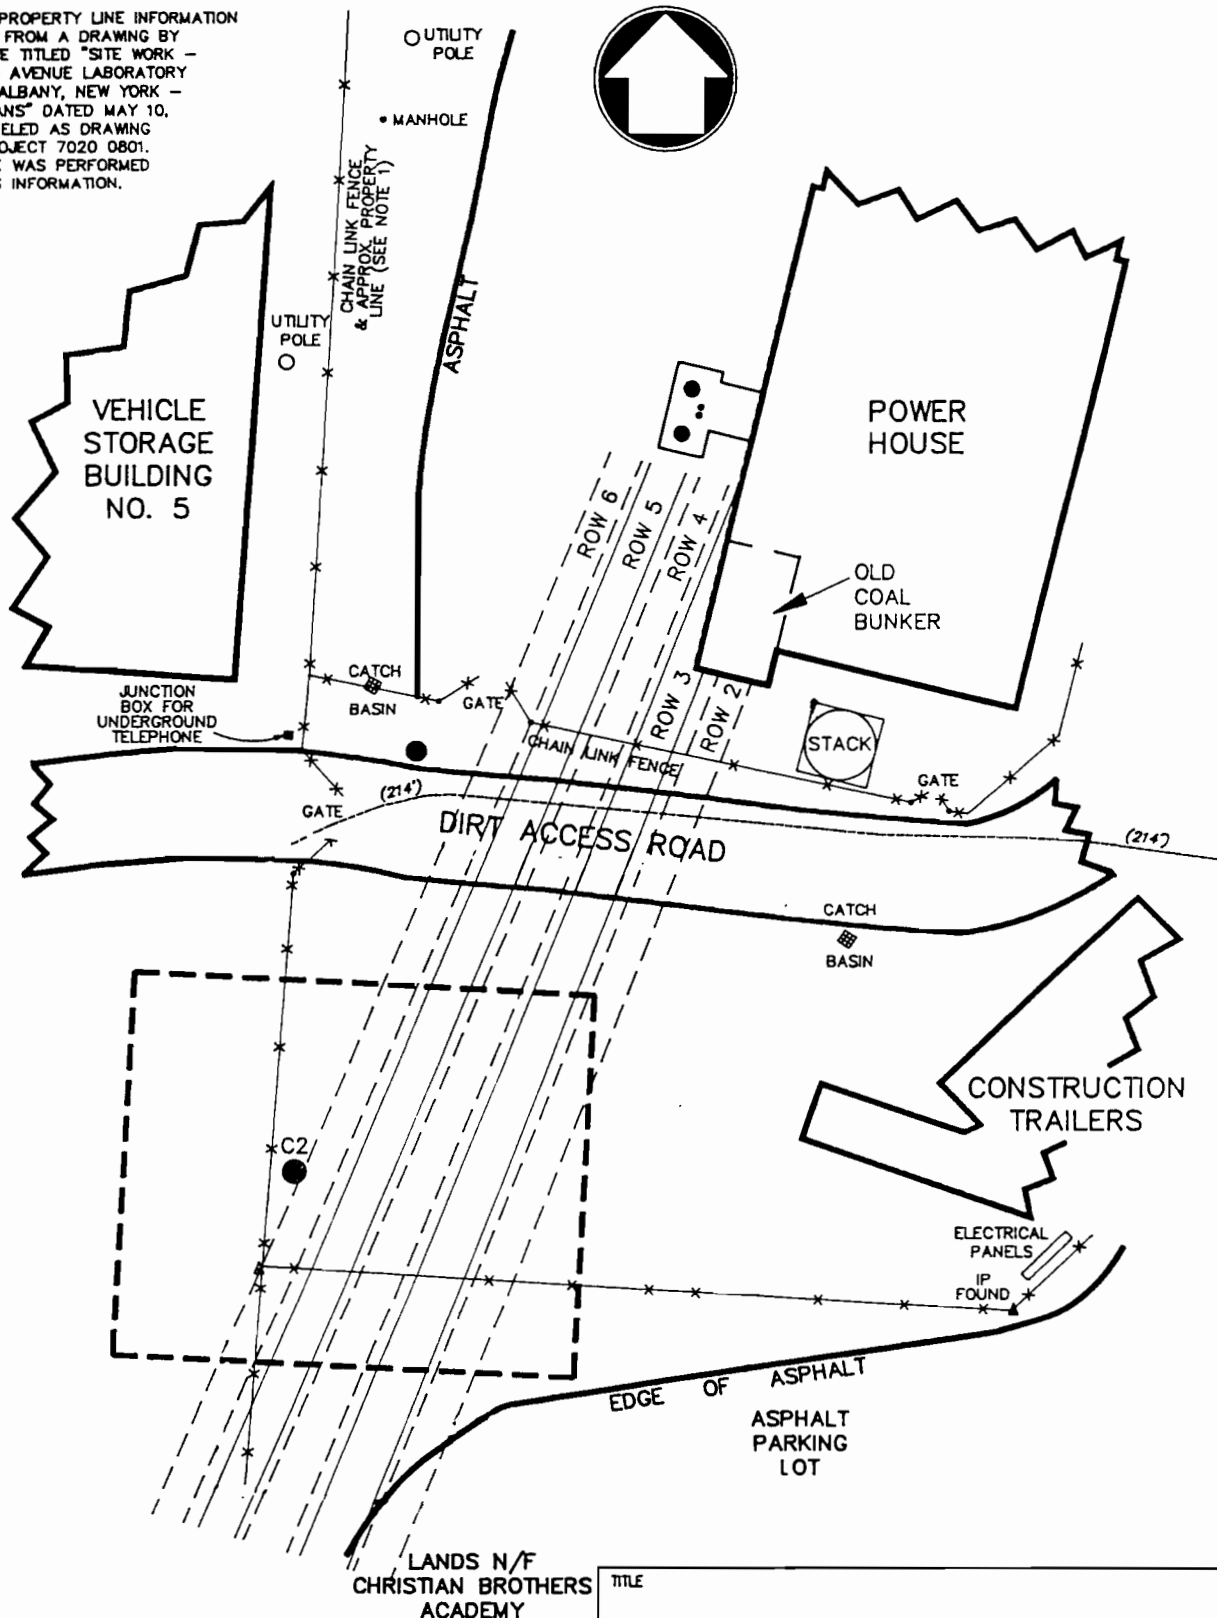 PROPERTY LINE INFORMATION
FROM A DRAWING BY
E TITLED "SITE WORK –
AVENUE LABORATORY
ALBANY, NEW YORK –
ANS" DATED MAY 10,
ELED AS DRAWING
OJECT 7020 0801.
WAS PERFORMED
INFORMATION.
UTILITY
POLE
MANHOLE
CHAIN LINK FENCE
& APPROX. PROPERTY
LINE (SEE NOTE 1)
ASPHALT
UTILITY
POLE
VEHICLE
STORAGE
BUILDING
NO. 5
POWER
HOUSE
ROW 6
ROW 5
ROW 4
OLD
COAL
BUNKER
ROW 3
ROW 2
CATCH
BASIN
GATE
JUNCTION
BOX FOR
UNDERGROUND
TELEPHONE
CHAIN LINK FENCE
STACK
GATE
GATE
(214')
DIRT ACCESS ROAD
(214')
CATCH
BASIN
CONSTRUCTION
TRAILERS
C2
ELECTRICAL
PANELS
IP
FOUND
EDGE OF ASPHALT
ASPHALT
PARKING
LOT
LANDS N/F
CHRISTIAN BROTHERS
ACADEMY
TITLE